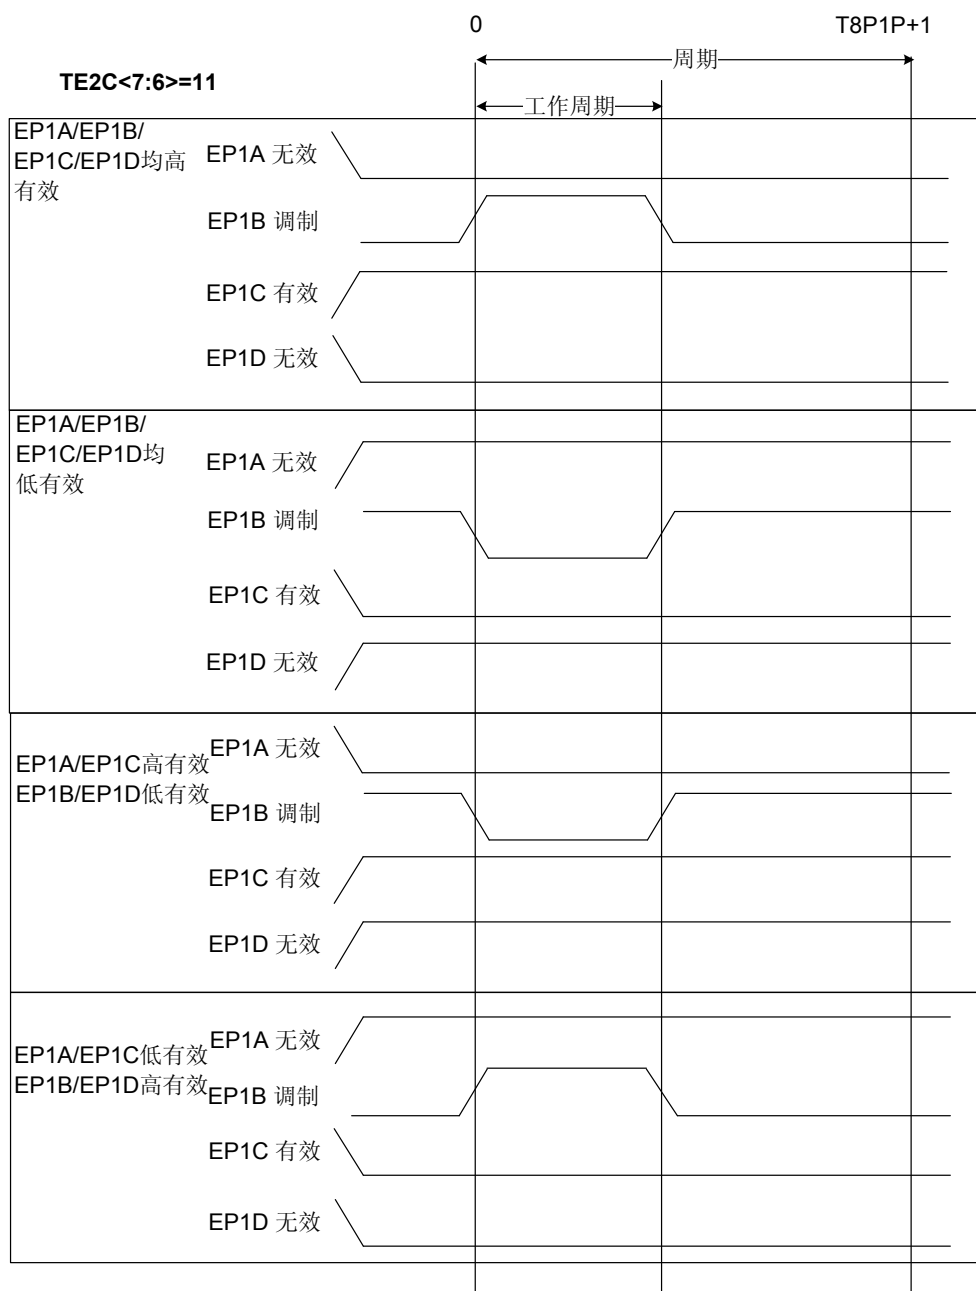 0
T8P1P+1
周期
TE2C<7:6>=11
工作周期
EP1A/EP1B/
EP1C/EP1D均高
有效
EP1A 无效
EP1B 调制
EP1C 有效
EP1D 无效
EP1A/EP1B/
EP1C/EP1D均
低有效
EP1A 无效
EP1B 调制
EP1C 有效
EP1D 无效
EP1A/EP1C高有效
EP1B/EP1D低有效
EP1A 无效
EP1B 调制
EP1C 有效
EP1D 无效
EP1A/EP1C低有效
EP1B/EP1D高有效
EP1A 无效
EP1B 调制
EP1C 有效
EP1D 无效